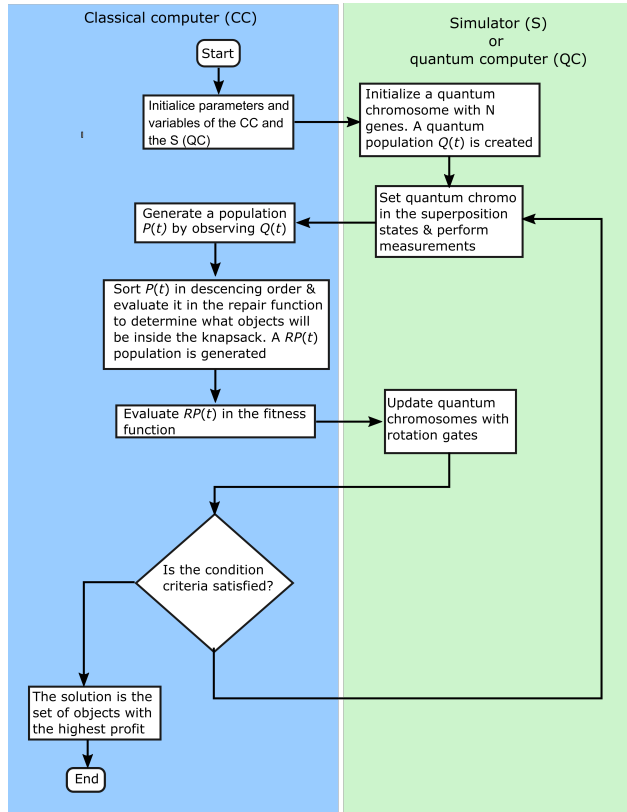 Classical computer (CC)
Simulator (S)
or
quantum computer (QC)
Start
Initialice parameters and
variables of the CC and
the S (QC)
Initialize a quantum
chromosome with N
genes. A quantum
population Q(t) is created
Set quantum chromo
in the superposition
states & perform
measurements
Generate a population
P(t) by observing Q(t)
Sort P(t) in descencing order &
evaluate it in the repair function
to determine what objects will
be inside the knapsack. A RP(t)
population is generated
Evaluate RP(t) in the fitness
function
Update quantum
chromosomes with
rotation gates
Is the condition
criteria satisfied?
The solution is the
set of objects with
the highest profit
End